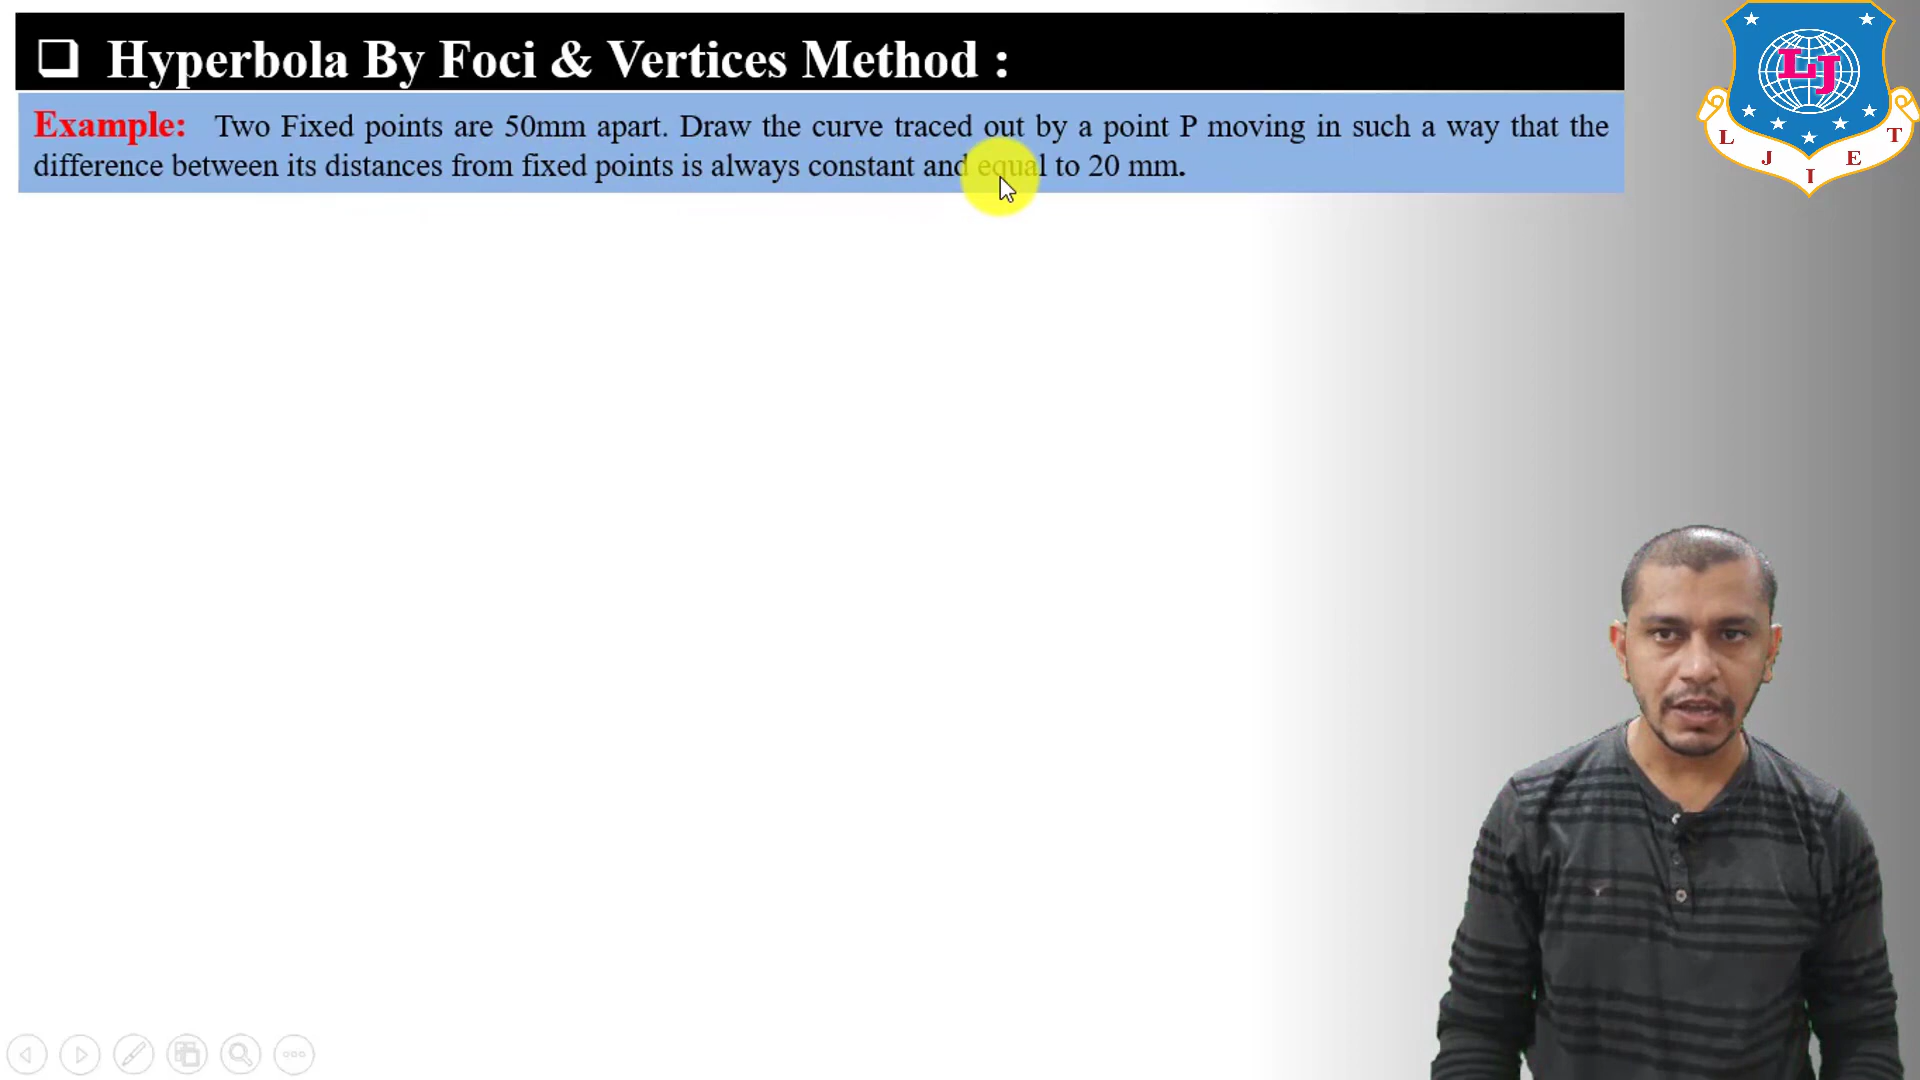 ❑ Hyperbola By Foci & Vertices Method :
Example: Two Fixed points are 50mm apart. Draw the curve traced out by a point P moving in such a way that the
difference between its distances from fixed points is always constant and equal to 20 mm.
LJ
L J I E T